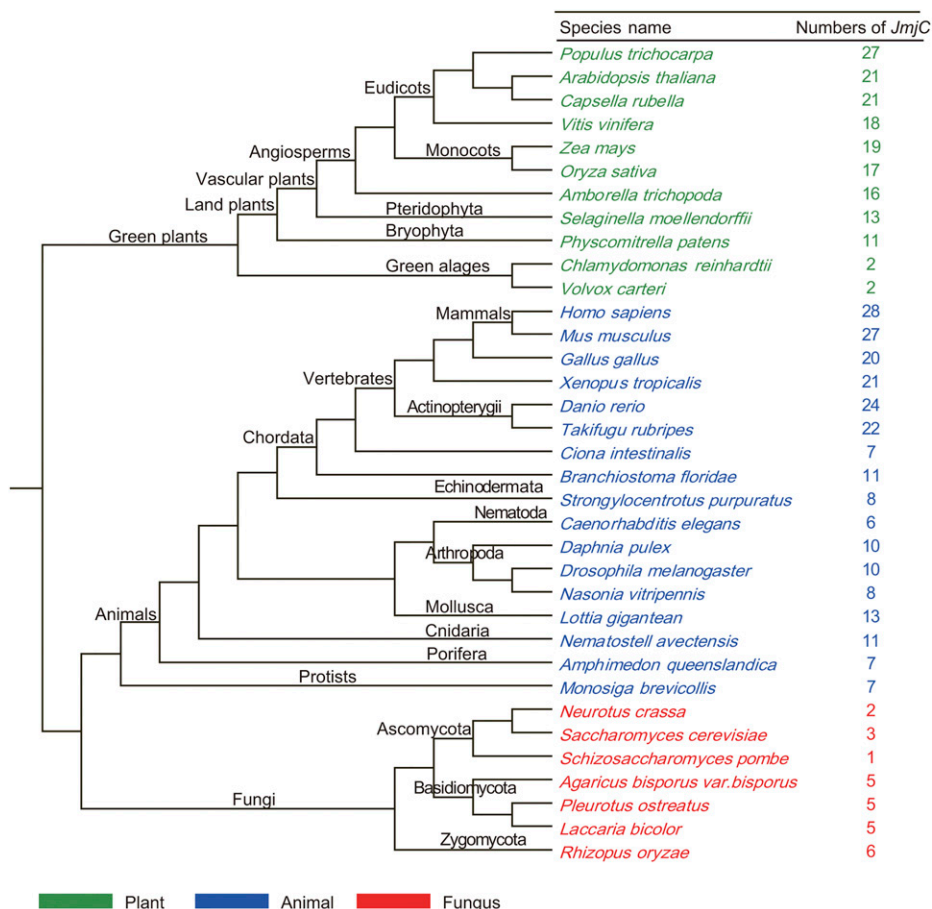 Species name Numbers of JmjC
Populus trichocarpa 27
Arabidopsis thaliana 21
Eudicots
Capsella rubella 21
Vitis vinifera 18
Zea mays 19
Angiosperms Monocots
Oryza sativa 17
Vascular plants
Amborella trichopoda 16
Land plants Pteridophyta
Selaginella moellendorffii 13
Green plants Bryophyta
Physcomitrella patens 11
Green alages
Chlamydomonas reinhardtii 2
Volvox carteri 2
Mammals
Homo sapiens 28
Mus musculus 27
Gallus gallus 20
Vertebrates
Xenopus tropicalis 21
Actinopterygii
Danio rerio 24
Takifugu rubripes 22
Chordata
Ciona intestinalis 7
Branchiostoma floridae 11
Echinodermata
Strongylocentrotus purpuratus 8
Nematoda
Caenorhabditis elegans 6
Arthropoda
Daphnia pulex 10
Drosophila melanogaster 10
Nasonia vitripennis 8
Animals Mollusca
Lottia gigantean 13
Cnidaria
Nematostell avectensis 11
Porifera
Amphimedon queenslandica 7
Protists
Monosiga brevicollis 7
Neurotus crassa 2
Ascomycota
Saccharomyces cerevisiae 3
Schizosaccharomyces pombe 1
Basidiomycota
Agaricus bisporus var.bisporus 5
Fungi
Pleurotus ostreatus 5
Laccaria bicolor 5
Zygomycota
Rhizopus oryzae 6
Plant Animal Fungus